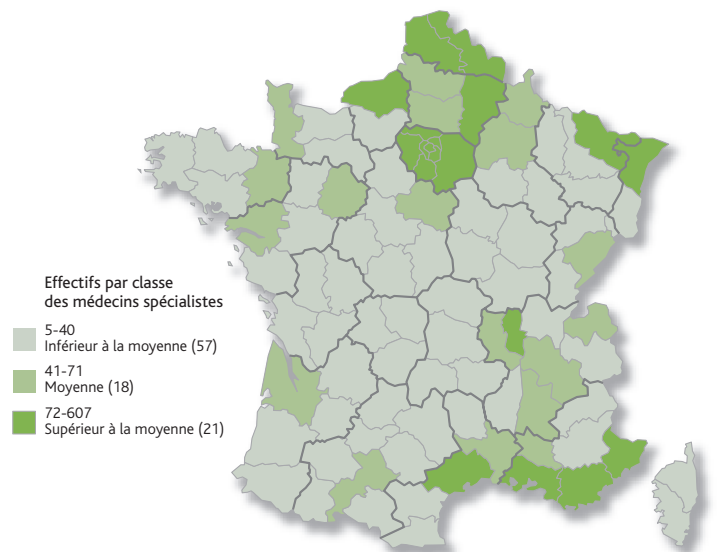 Effectifs par classe
des médecins spécialistes
5-40
Inférieur à la moyenne (57)
41-71
Moyenne (18)
72-607
Supérieur à la moyenne (21)